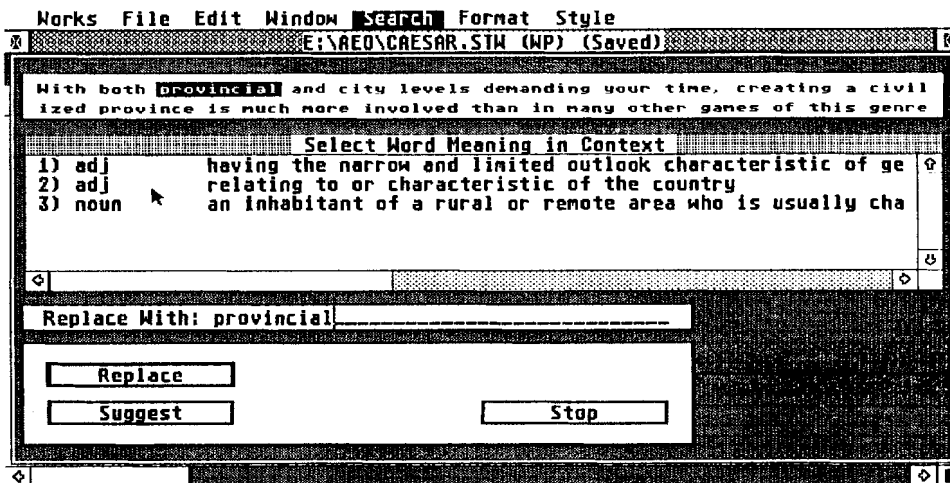 Works File Edit Window Search Format Style
E:\AEO\CAESAR.STW (WP) (Saved)
With both provincial and city levels demanding your time, creating a civil
ized province is much more involved than in many other games of this genre
Select Word Meaning in Context
1) adj having the narrow and limited outlook characteristic of ge
2) adj relating to or characteristic of the country
3) noun an inhabitant of a rural or remote area who is usually cha
Replace With: provincial
Replace
Suggest Stop